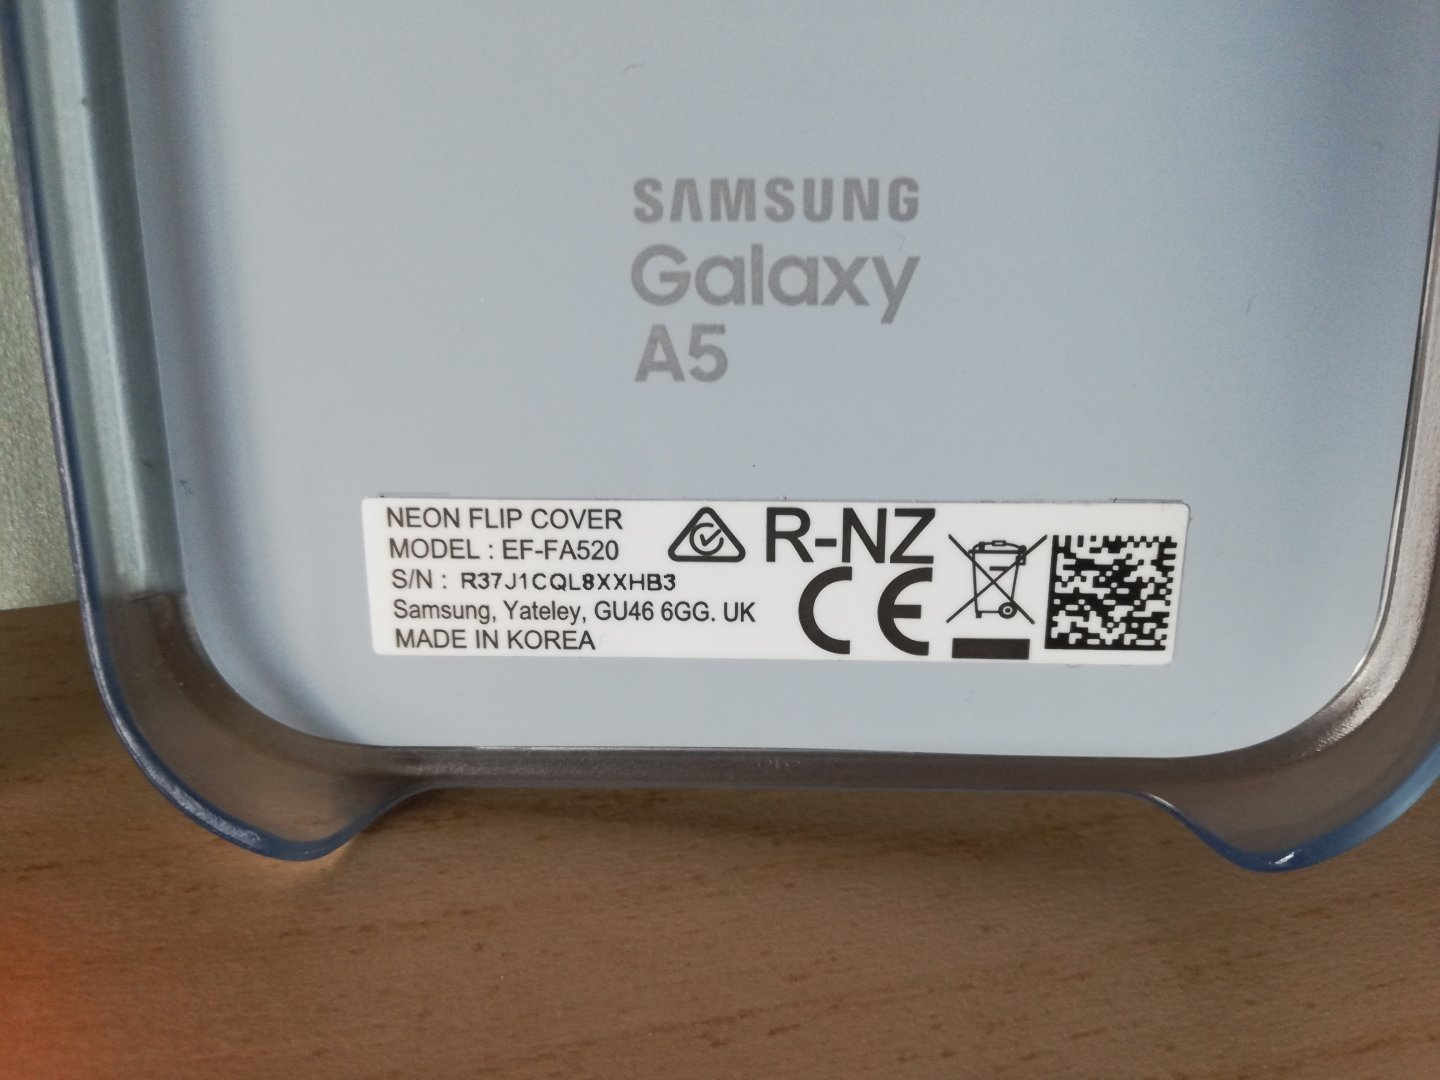 SAMSUNG
Galaxy
A5
NEON FLIP COVER
MODEL : EF-FA520
S/N : R37J1CQL8XXHB3
Samsung, Yateley, GU46 6GG. UK
MADE IN KOREA
R-NZ
CE